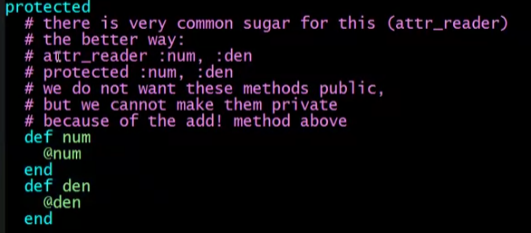 protected
# there is very common sugar for this (attr_reader)
# the better way:
# attr_reader :num, :den
# protected :num, :den
# we do not want these methods public,
# but we cannot make them private
# because of the add! method above
def num
@num
end
def den
@den
end